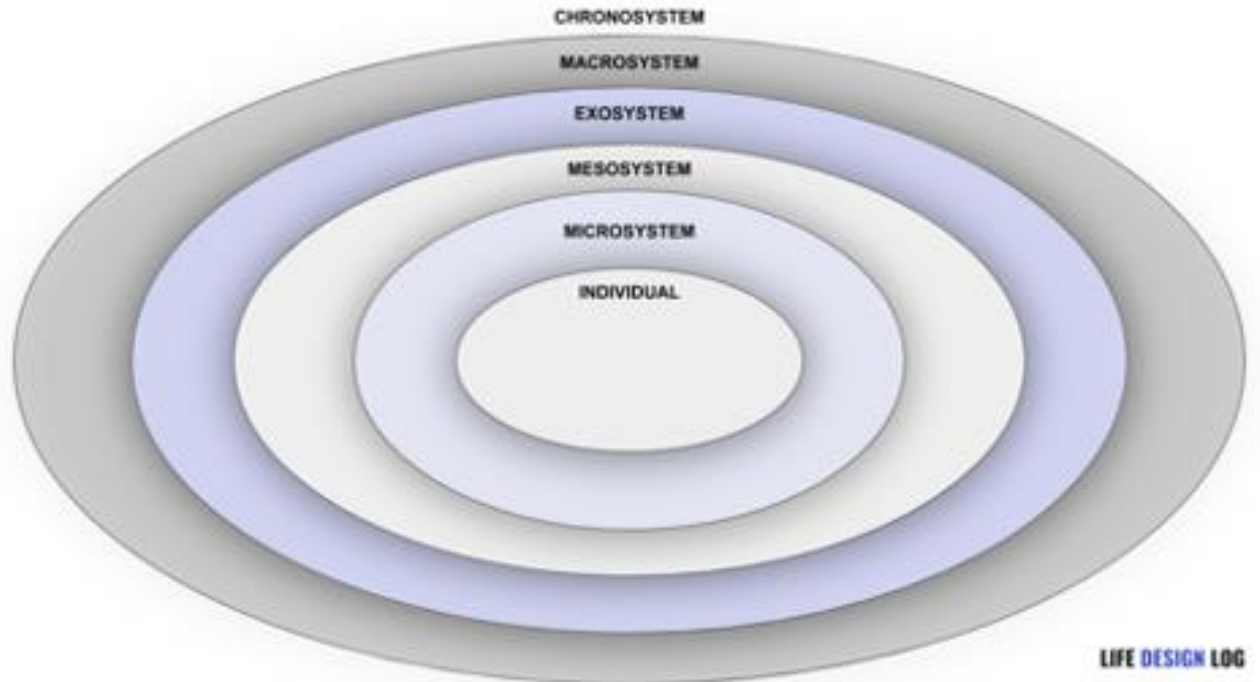 CHRONOSYSTEM
MACROSYSTEM
EXOSYSTEM
MESOSYSTEM
MICROSYSTEM
INDIVIDUAL
LIFE DESIGN LOG